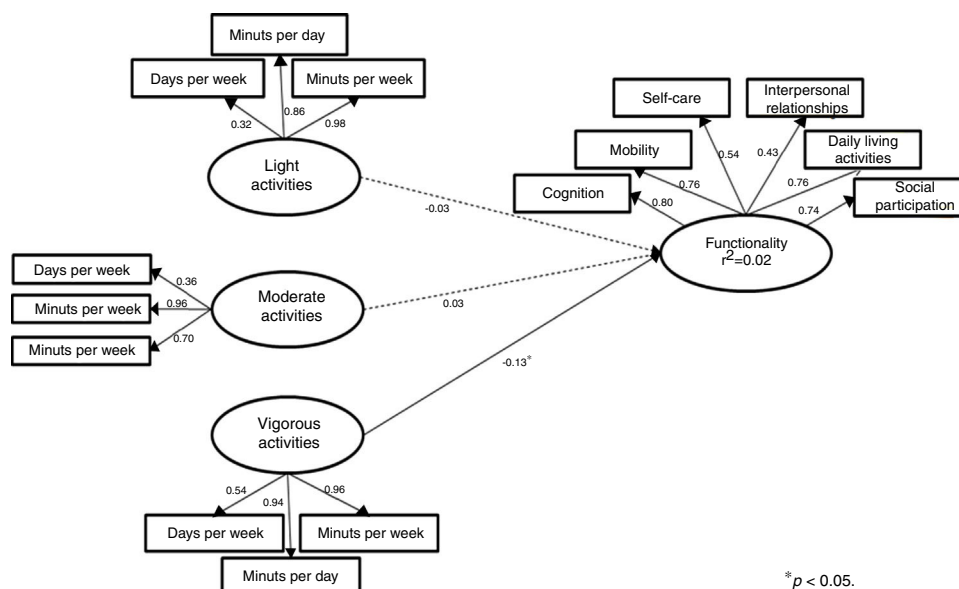 Minuts per day
Days per week
Minuts per week
0.32
0.86
0.98
Light
activities
-0.03
Self-care
Interpersonal
relationships
Mobility
Daily living
activities
Cognition
Social
participation
0.80
0.76
0.54
0.43
0.76
0.74
Functionality
r²=0.02
Days per week
Minuts per week
Minuts per week
0.36
0.96
0.70
Moderate
activities
0.03
-0.13*
Vigorous
activities
0.54
0.94
0.96
Days per week
Minuts per week
Minuts per day
*p < 0.05.